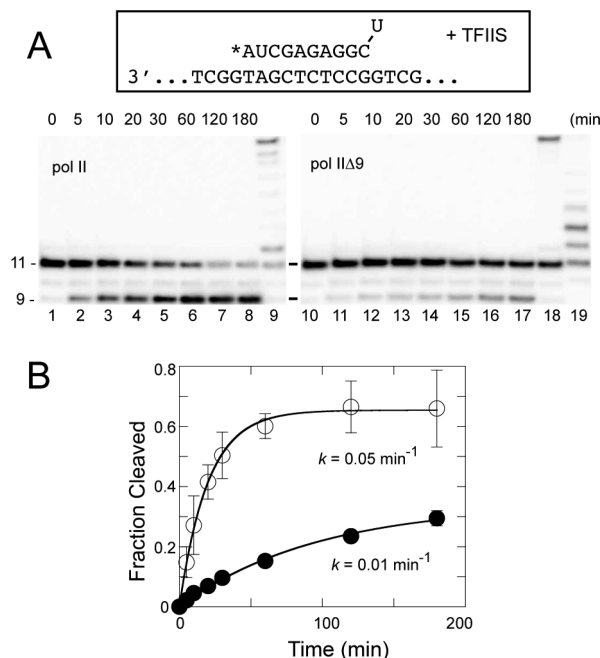 A
U
+ TFIIS
*AUCGAGAGGC
3'...TCGGTAGCTCTCCGGTCG...
0 5 10 20 30 60 120 180 0 5 10 20 30 60 120 180 (min
pol II
pol IIΔ9
11 -
9 -
1 2 3 4 5 6 7 8 9 10 11 12 13 14 15 16 17 18 19
B
0.8
0.6
0.4
0.2
0
Fraction Cleaved
k = 0.05 min-1
k = 0.01 min-1
0 100 200
Time (min)